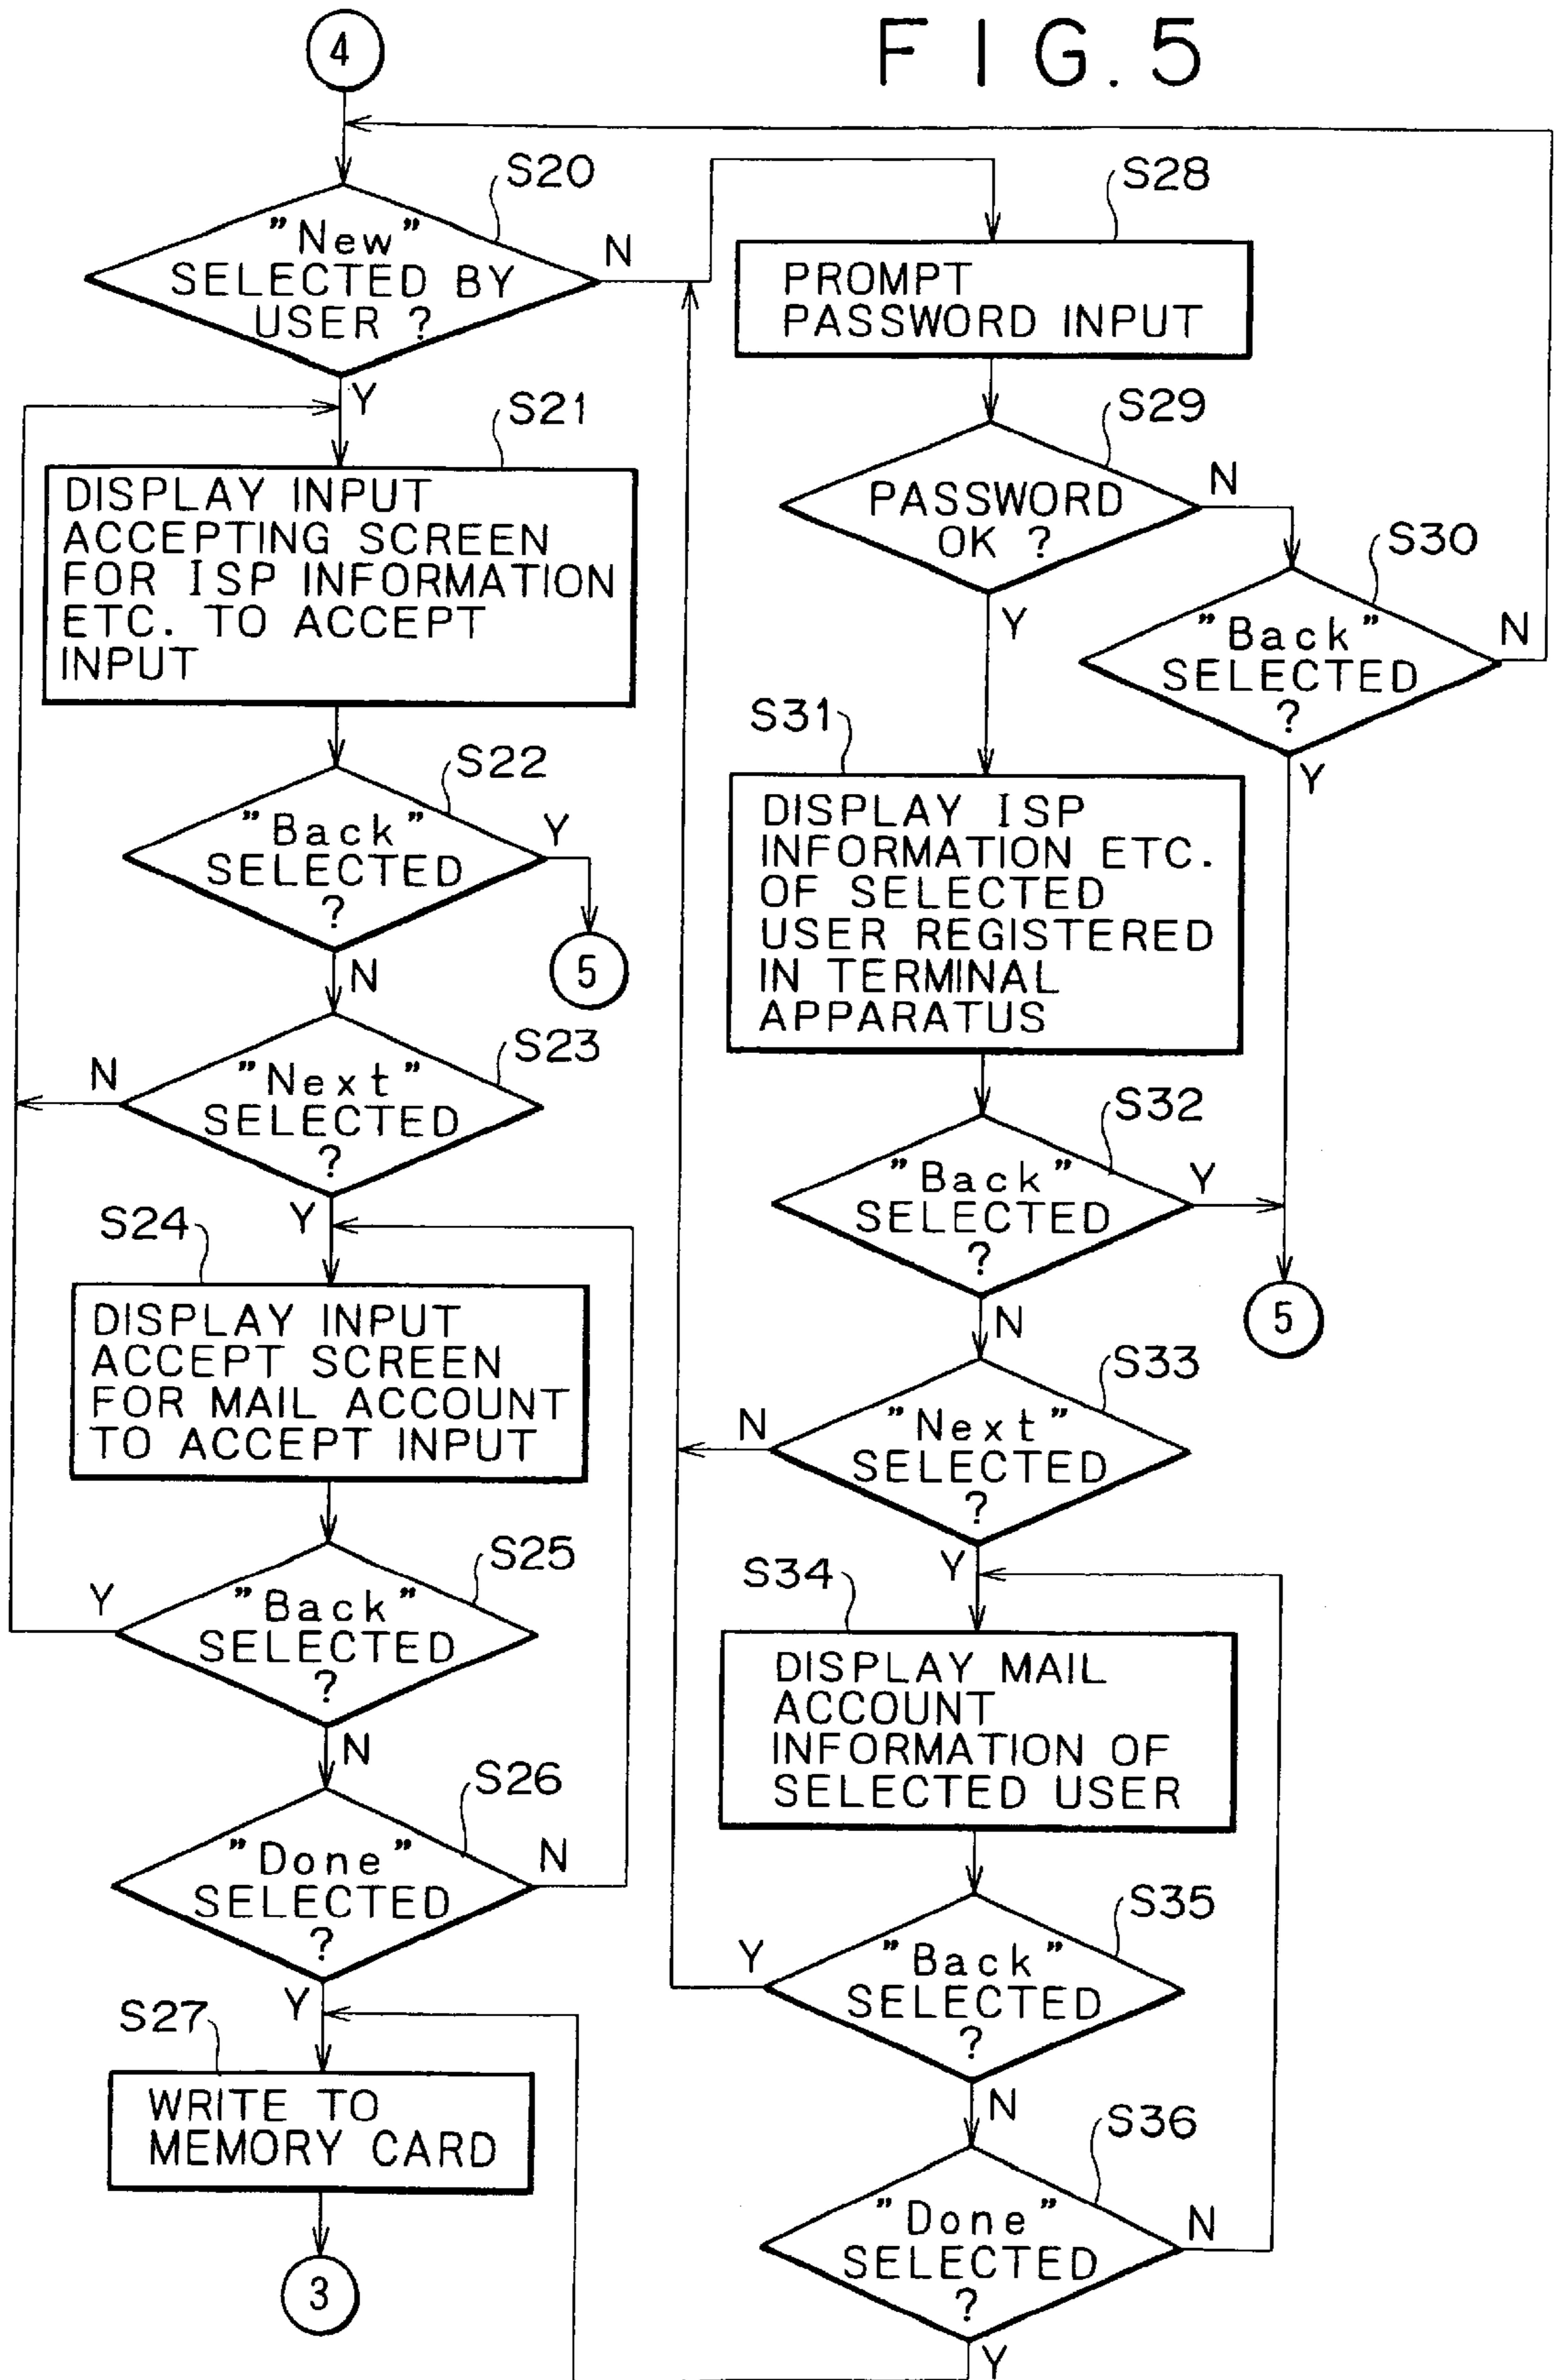 FIG.5
4
S20
"New"
SELECTED BY
USER ?
N
Y
S21
DISPLAY INPUT
ACCEPTING SCREEN
FOR ISP INFORMATION
ETC. TO ACCEPT
INPUT
S22
"Back"
SELECTED
?
Y
5
N
S23
"Next"
SELECTED
?
N
Y
S24
DISPLAY INPUT
ACCEPT SCREEN
FOR MAIL ACCOUNT
TO ACCEPT INPUT
S25
"Back"
SELECTED
?
Y
N
S26
"Done"
SELECTED
?
N
Y
S27
WRITE TO
MEMORY CARD
3
S28
PROMPT
PASSWORD INPUT
S29
PASSWORD
OK ?
N
Y
S30
"Back"
SELECTED
?
N
Y
S31
DISPLAY ISP
INFORMATION ETC.
OF SELECTED
USER REGISTERED
IN TERMINAL
APPARATUS
S32
"Back"
SELECTED
?
Y
5
N
S33
"Next"
SELECTED
?
N
Y
S34
DISPLAY MAIL
ACCOUNT
INFORMATION OF
SELECTED USER
S35
"Back"
SELECTED
?
Y
N
S36
"Done"
SELECTED
?
N
Y